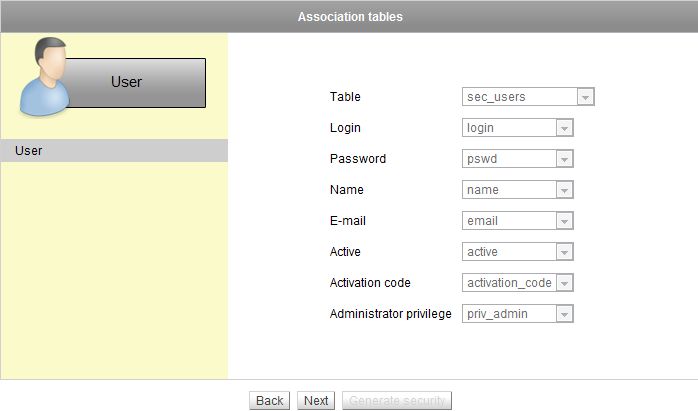 Association tables
User
User
Table sec_users
Login login
Password pswd
Name name
E-mail email
Active active
Activation code activation_code
Administrator privilege priv_admin
Back Next Generate security